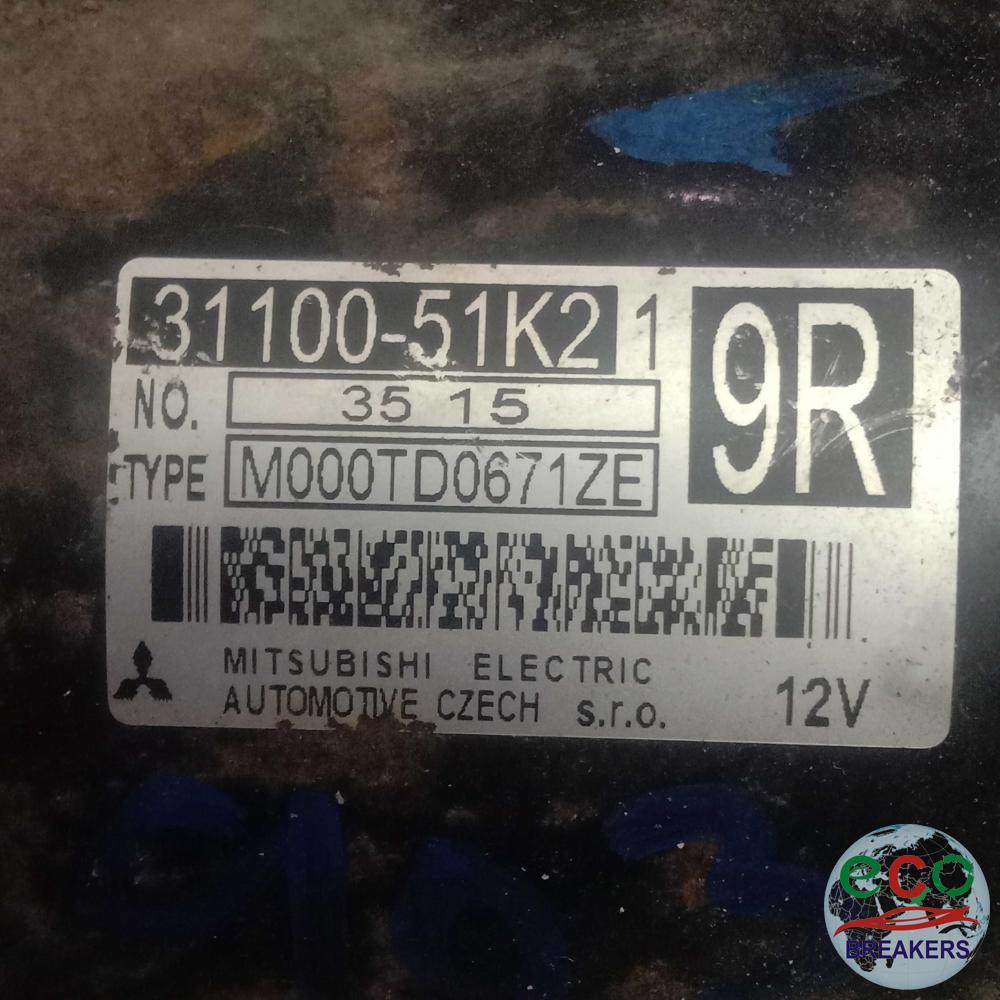 31100-51K2 1
9R
NO. 35 15
TYPE M000TD0671ZE
MITSUBISHI ELECTRIC
AUTOMOTIVE CZECH s.r.o.
12V
eco
BREAKERS